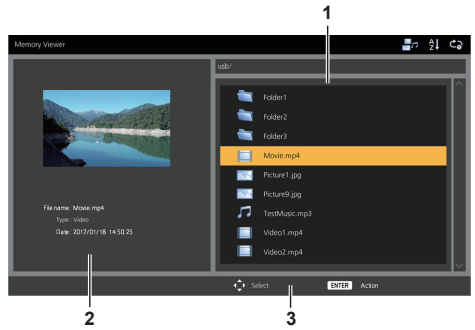 1
Memory Viewer
A
Z
usb/
Folder1
Folder2
Folder3
Movie.mp4
Picture1.jpg
Picture9.jpg
TestMusic.mp3
Video1.mp4
Video2.mp4
File name : Movie.mp4
Type : Video
Date : 2017/01/18 14:50:25
Select
ENTER Action
2
3